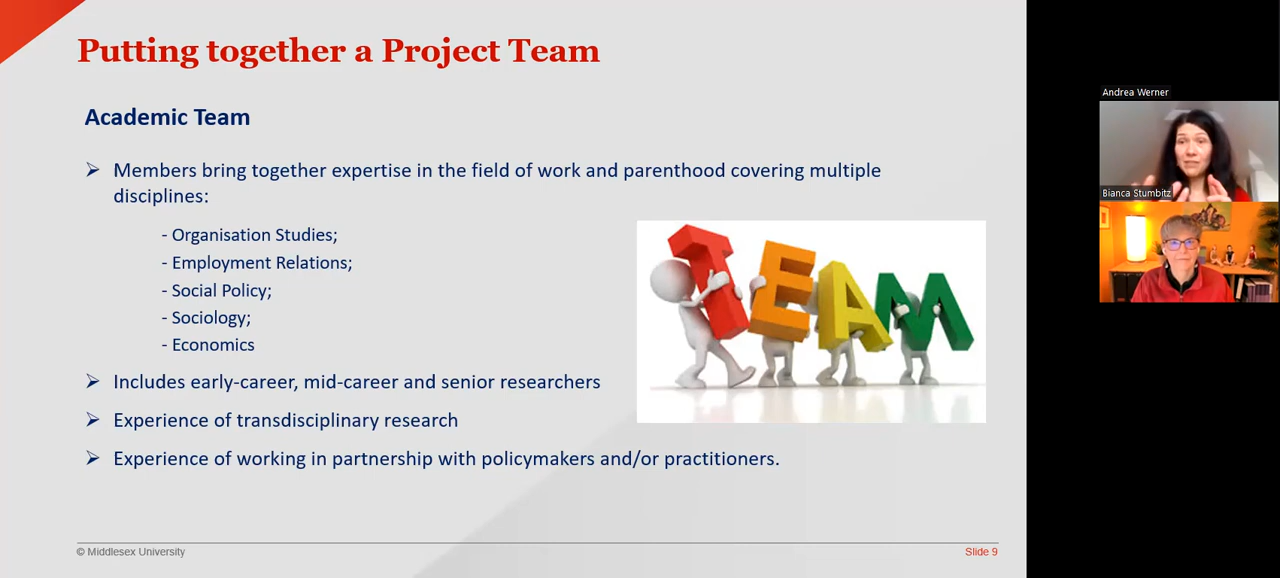 Putting together a Project Team
Academic Team
➢ Members bring together expertise in the field of work and parenthood covering multiple
disciplines:
- Organisation Studies;
- Employment Relations;
- Social Policy;
- Sociology;
- Economics
➢ Includes early-career, mid-career and senior researchers
➢ Experience of transdisciplinary research
➢ Experience of working in partnership with policymakers and/or practitioners.
TEAM
© Middlesex University
Slide 9
Andrea Werner
Bianca Stumbitz